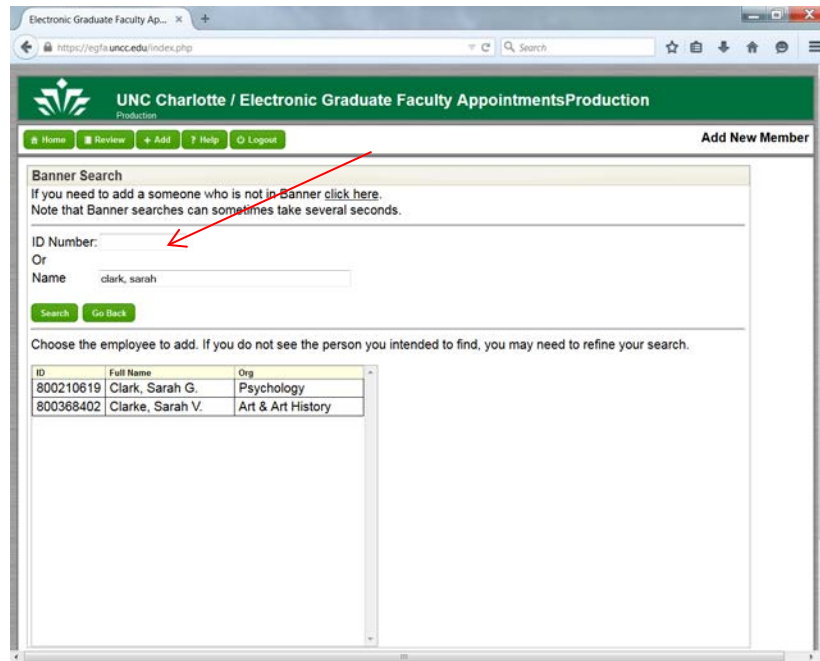 Electronic Graduate Faculty Ap... × +
https://egfa.uncc.edu/index.php Search
UNC Charlotte / Electronic Graduate Faculty AppointmentsProduction
Production
Home Review + Add ? Help Logout Add New Member
Banner Search
If you need to add a someone who is not in Banner click here.
Note that Banner searches can sometimes take several seconds.
ID Number:
Or
Name clark, sarah
Search Go Back
Choose the employee to add. If you do not see the person you intended to find, you may need to refine your search.
ID Full Name Org
800210619 Clark, Sarah G. Psychology
800368402 Clarke, Sarah V. Art & Art History